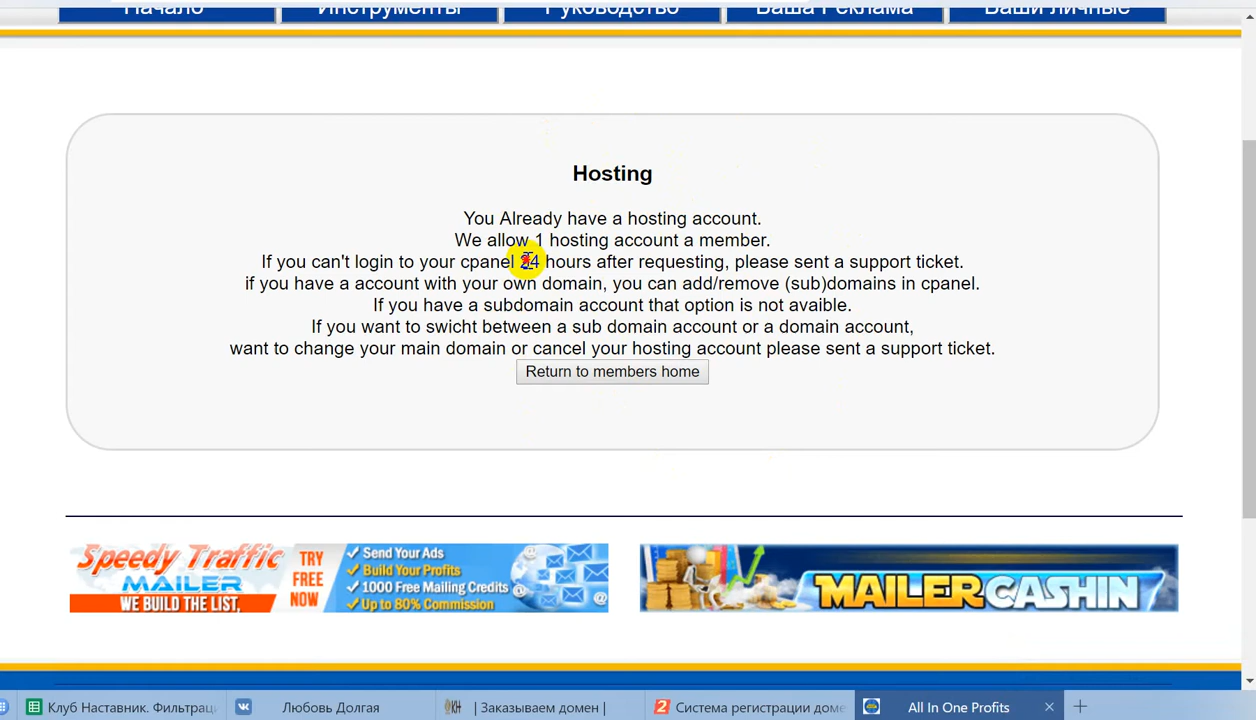 Начало Инструменты Руководство Ваша Реклама Ваши личные
Hosting
You Already have a hosting account.
We allow 1 hosting account a member.
If you can't login to your cpanel 24 hours after requesting, please sent a support ticket.
if you have a account with your own domain, you can add/remove (sub)domains in cpanel.
If you have a subdomain account that option is not avaible.
If you want to swicht between a sub domain account or a domain account,
want to change your main domain or cancel your hosting account please sent a support ticket.
Return to members home
Speedy Traffic
MAILER
WE BUILD THE LIST,
TRY
FREE
NOW
Send Your Ads
Build Your Profits
1000 Free Mailing Credits
Up to 80% Commission
MAILERCASHIN
Клуб Наставник. Фильтраци
Любовь Долгая
| Заказываем домен |
Система регистрации доме
All In One Profits